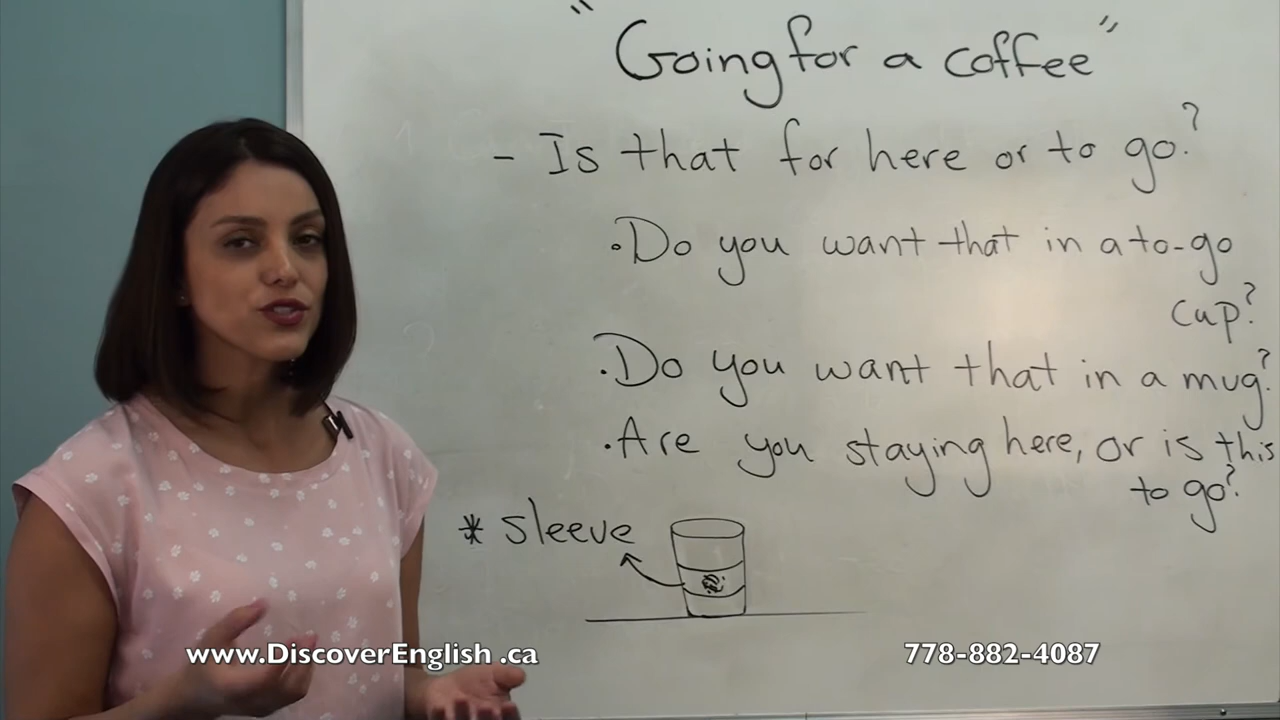 "Going for a coffee"
- Is that for here or to go?
• Do you want that in a to-go
cup?
• Do you want that in a mug?
• Are you staying here, or is this
to go?
* sleeve
www.DiscoverEnglish .ca
778-882-4087